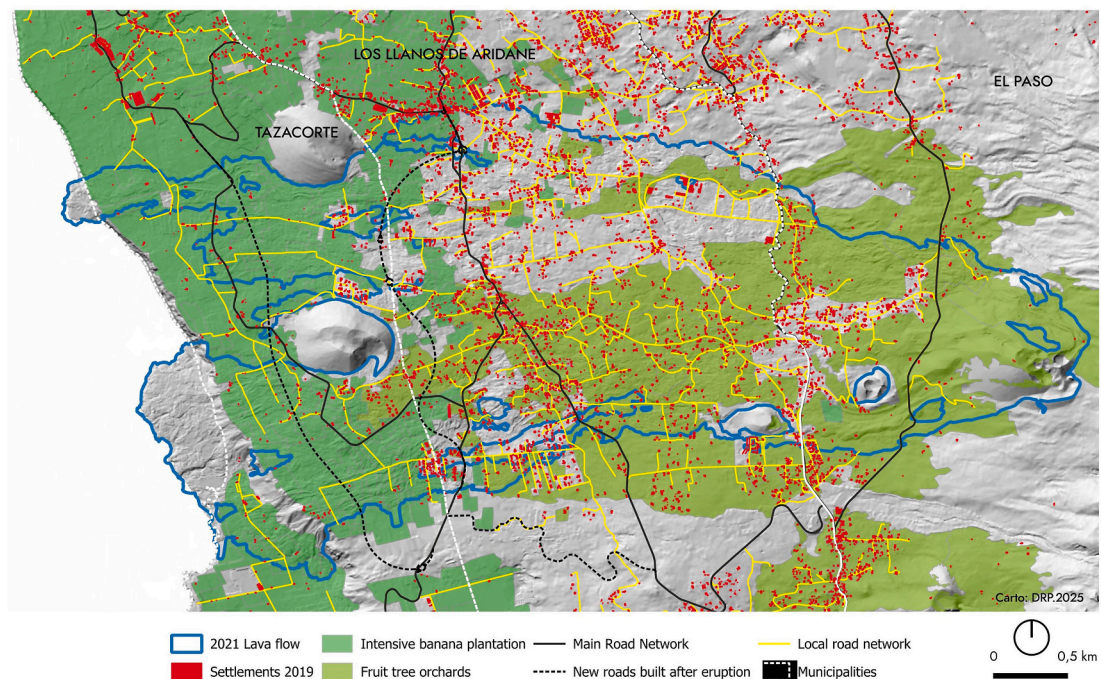 LOS LLANOS DE ARIDANE
EL PASO
TAZACORTE
Carto: DRP.2025
2021 Lava flow
Intensive banana plantation
Main Road Network
Local road network
Settlements 2019
Fruit tree orchards
New roads built after eruption
Municipalities
0 0,5 km